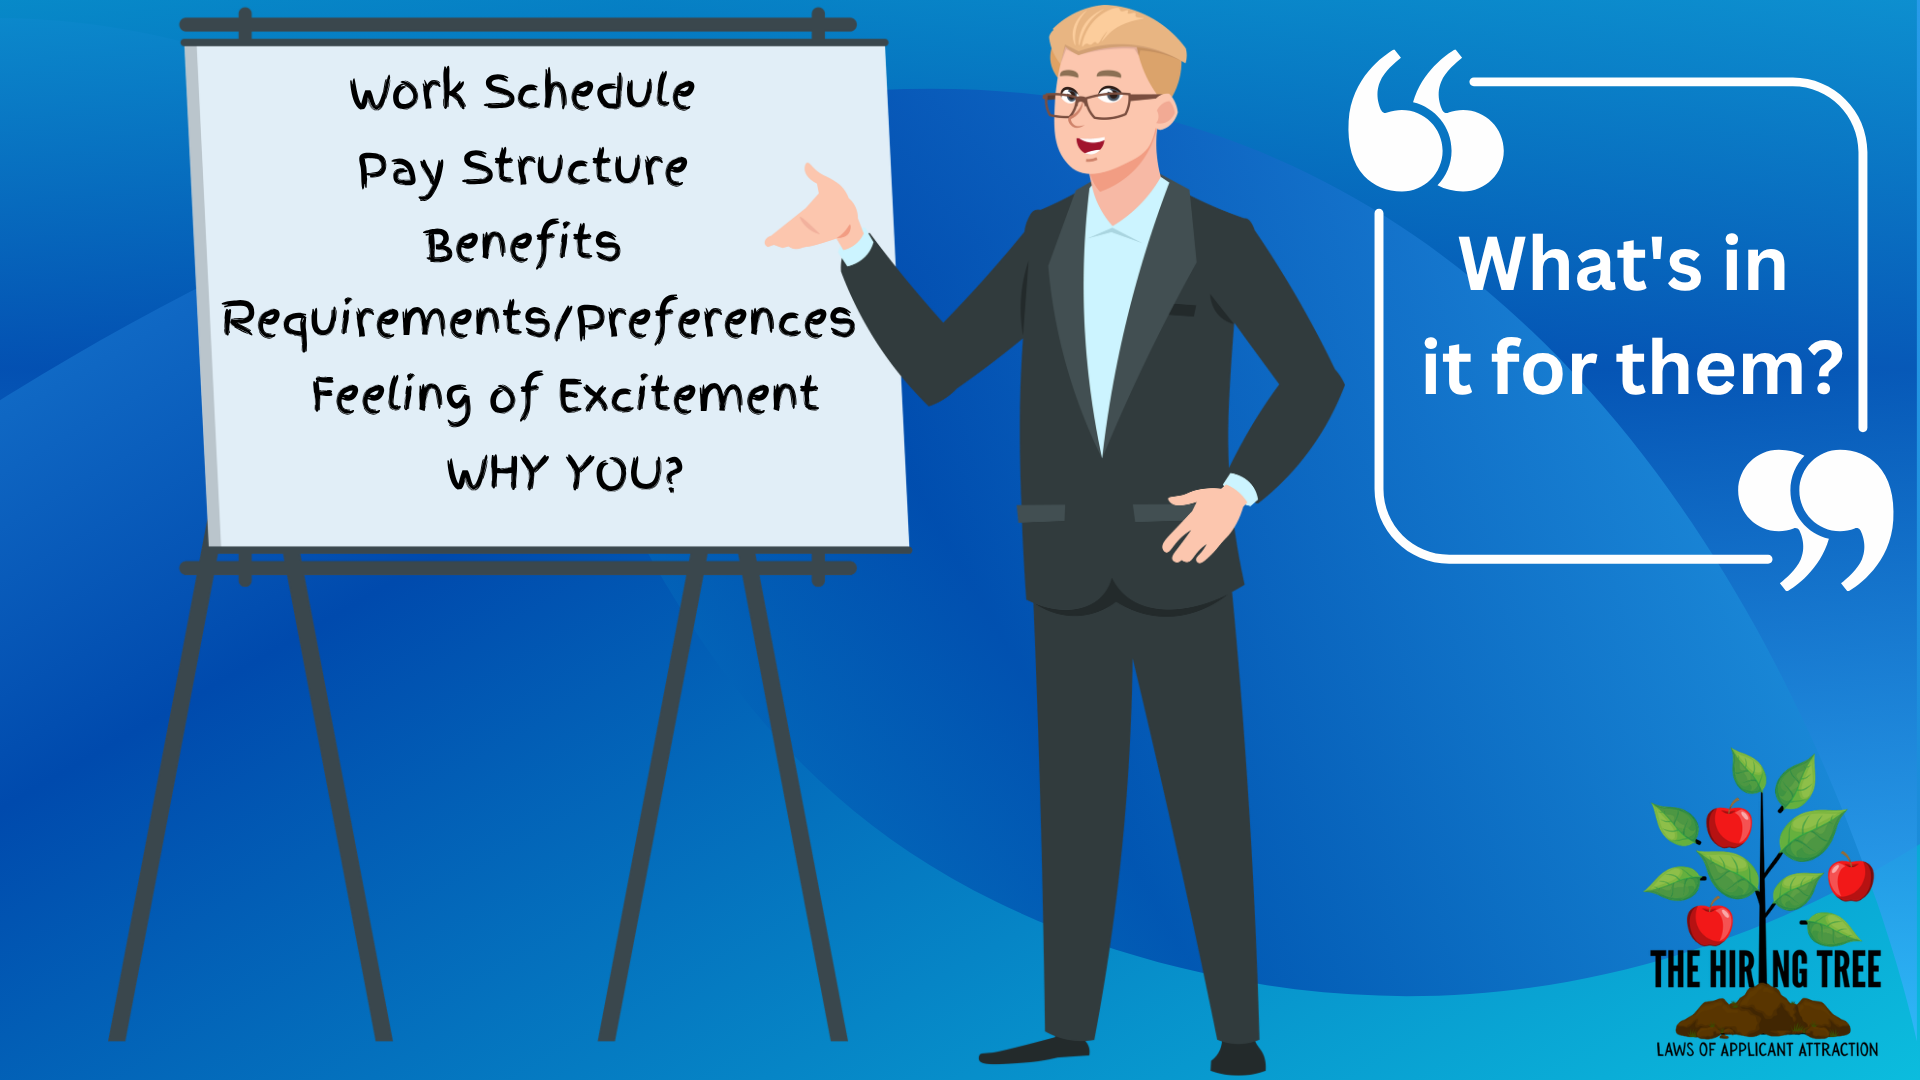 Work Schedule
Pay Structure
Benefits
Requirements/Preferences
Feeling of Excitement
WHY YOU?
What's in
it for them?
THE HIRING TREE
LAWS OF APPLICANT ATTRACTION